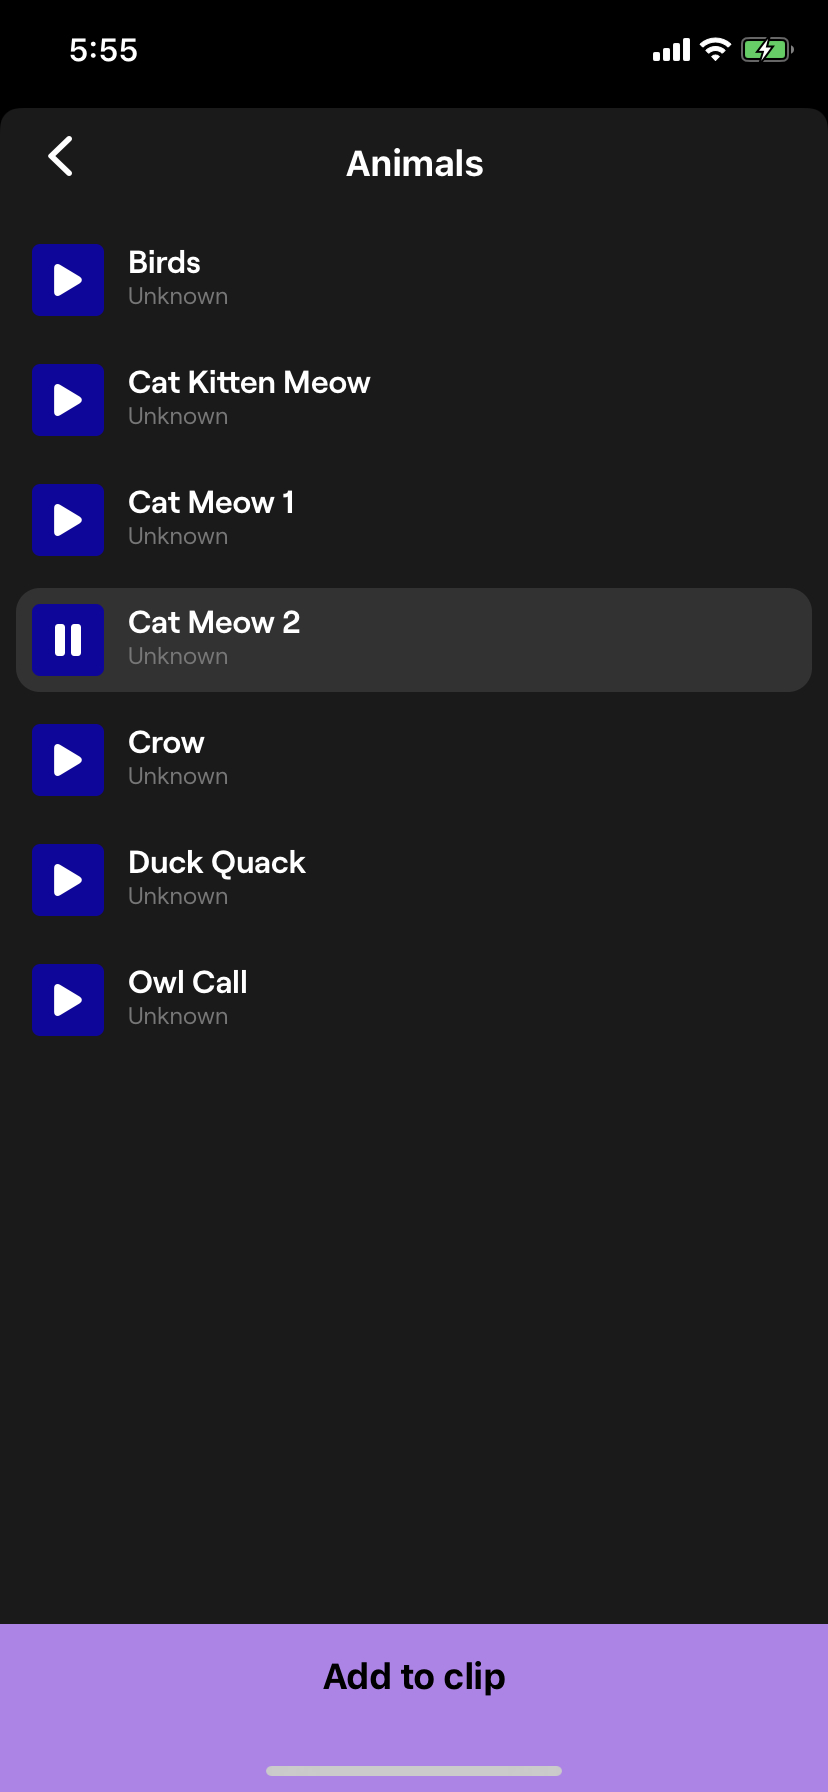 5:55
Animals
Birds
Unknown
Cat Kitten Meow
Unknown
Cat Meow 1
Unknown
Cat Meow 2
Unknown
Crow
Unknown
Duck Quack
Unknown
Owl Call
Unknown
Add to clip